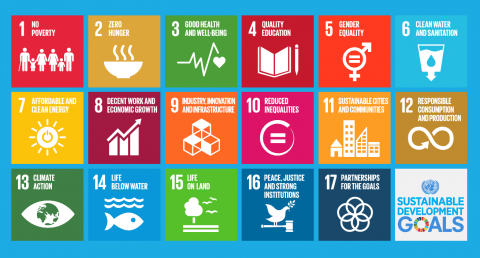 1 NO
POVERTY
2 ZERO
HUNGER
3 GOOD HEALTH
AND WELL-BEING
4 QUALITY
EDUCATION
5 GENDER
EQUALITY
6 CLEAN WATER
AND SANITATION
7 AFFORDABLE AND
CLEAN ENERGY
8 DECENT WORK AND
ECONOMIC GROWTH
9 INDUSTRY, INNOVATION
AND INFRASTRUCTURE
10 REDUCED
INEQUALITIES
11 SUSTAINABLE CITIES
AND COMMUNITIES
12 RESPONSIBLE
CONSUMPTION
AND PRODUCTION
13 CLIMATE
ACTION
14 LIFE
BELOW WATER
15 LIFE
ON LAND
16 PEACE, JUSTICE
AND STRONG
INSTITUTIONS
17 PARTNERSHIPS
FOR THE GOALS
SUSTAINABLE
DEVELOPMENT
GOALS